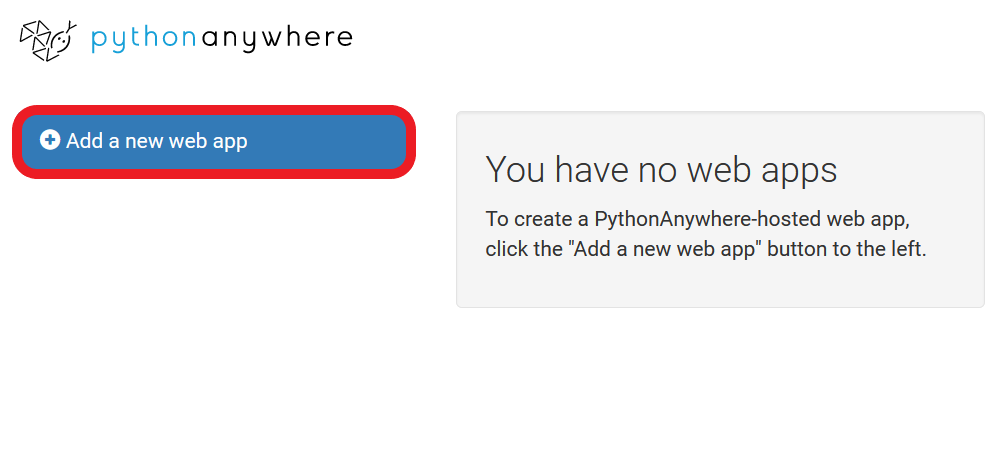 pythonanywhere
Add a new web app
You have no web apps
To create a PythonAnywhere-hosted web app,
click the "Add a new web app" button to the left.